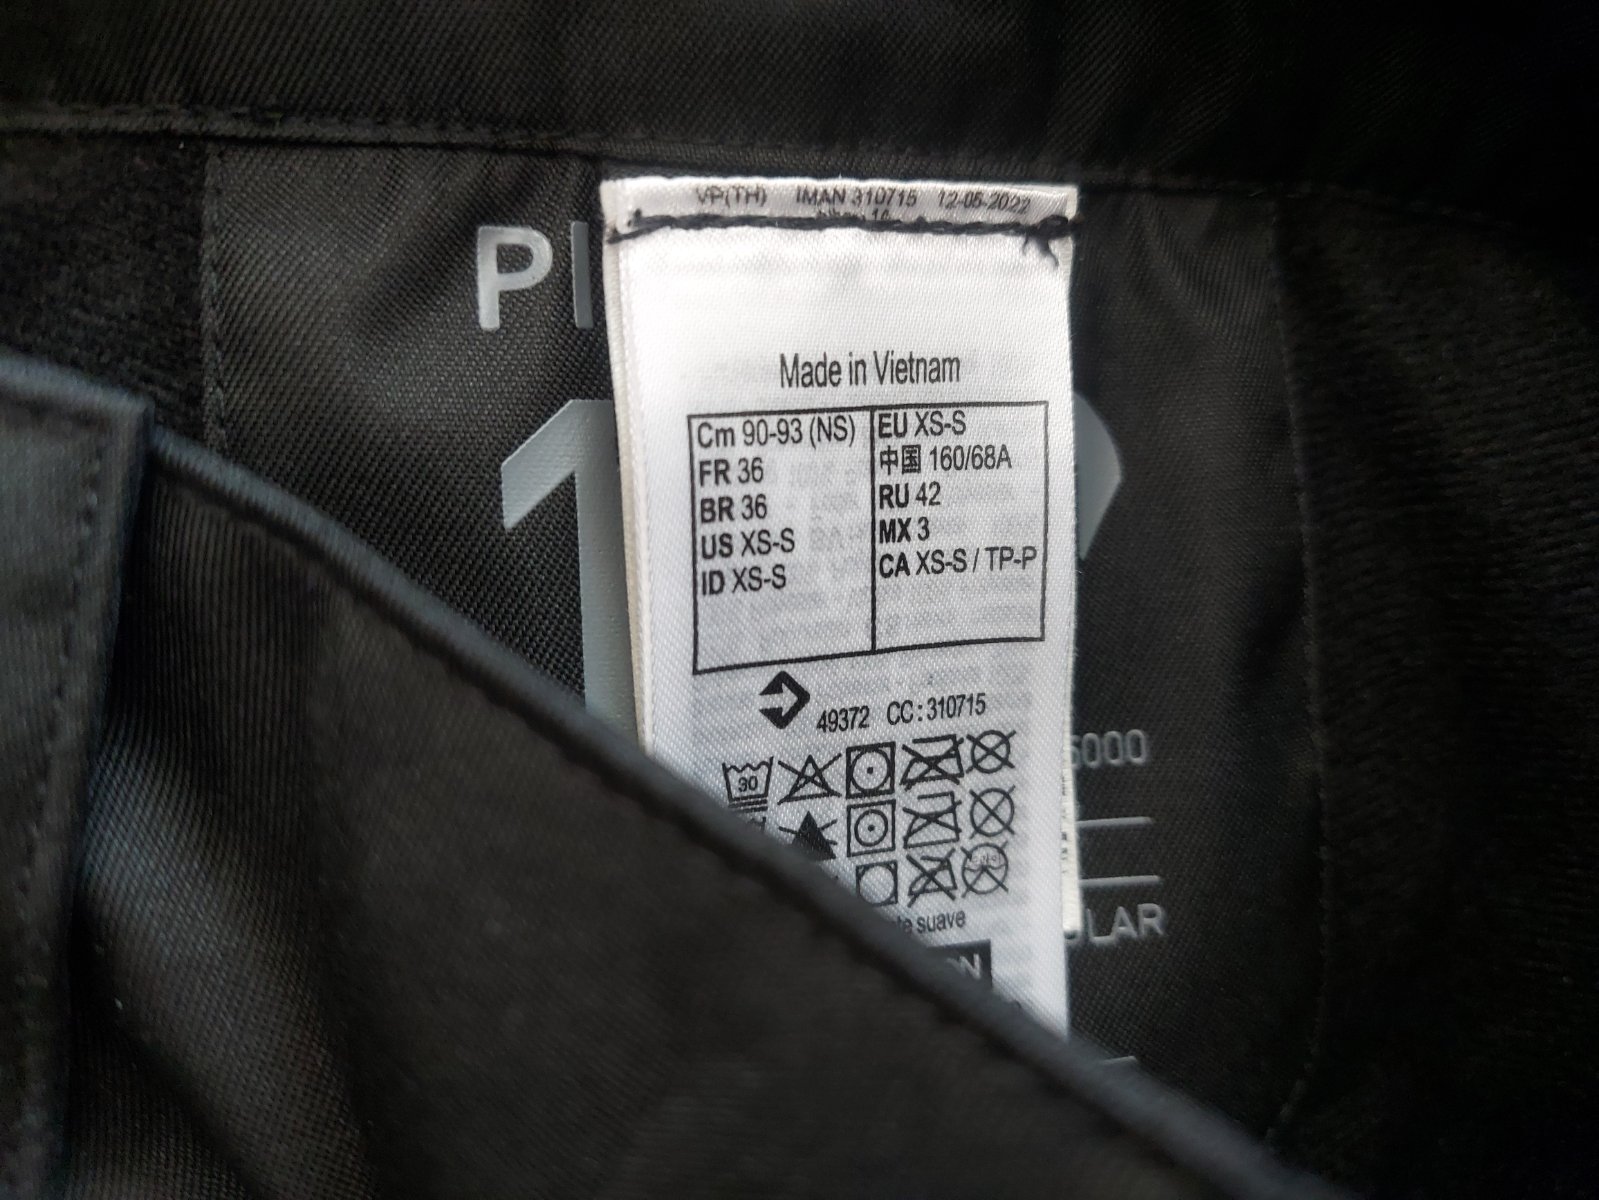 VP(TH) IMAN 310715 12-05-2022
Made in Vietnam
Cm 90-93 (NS)
FR 36
BR 36
US XS-S
ID XS-S
EU XS-S
中国 160/68A
RU 42
MX 3
CA XS-S / TP-P
49372 CC : 310715
30
suave